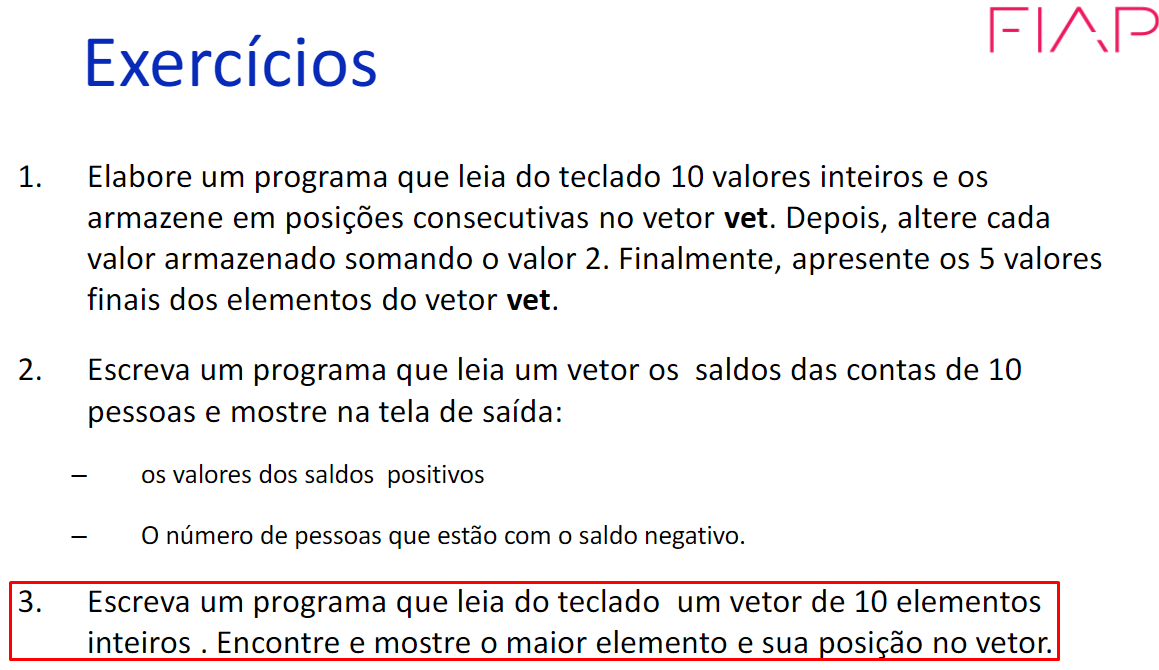 FIAP
Exercícios
1. Elabore um programa que leia do teclado 10 valores inteiros e os
armazene em posições consecutivas no vetor vet. Depois, altere cada
valor armazenado somando o valor 2. Finalmente, apresente os 5 valores
finais dos elementos do vetor vet.
2. Escreva um programa que leia um vetor os  saldos das contas de 10
pessoas e mostre na tela de saída:
– os valores dos saldos  positivos
– O número de pessoas que estão com o saldo negativo.
3. Escreva um programa que leia do teclado  um vetor de 10 elementos
inteiros . Encontre e mostre o maior elemento e sua posição no vetor.